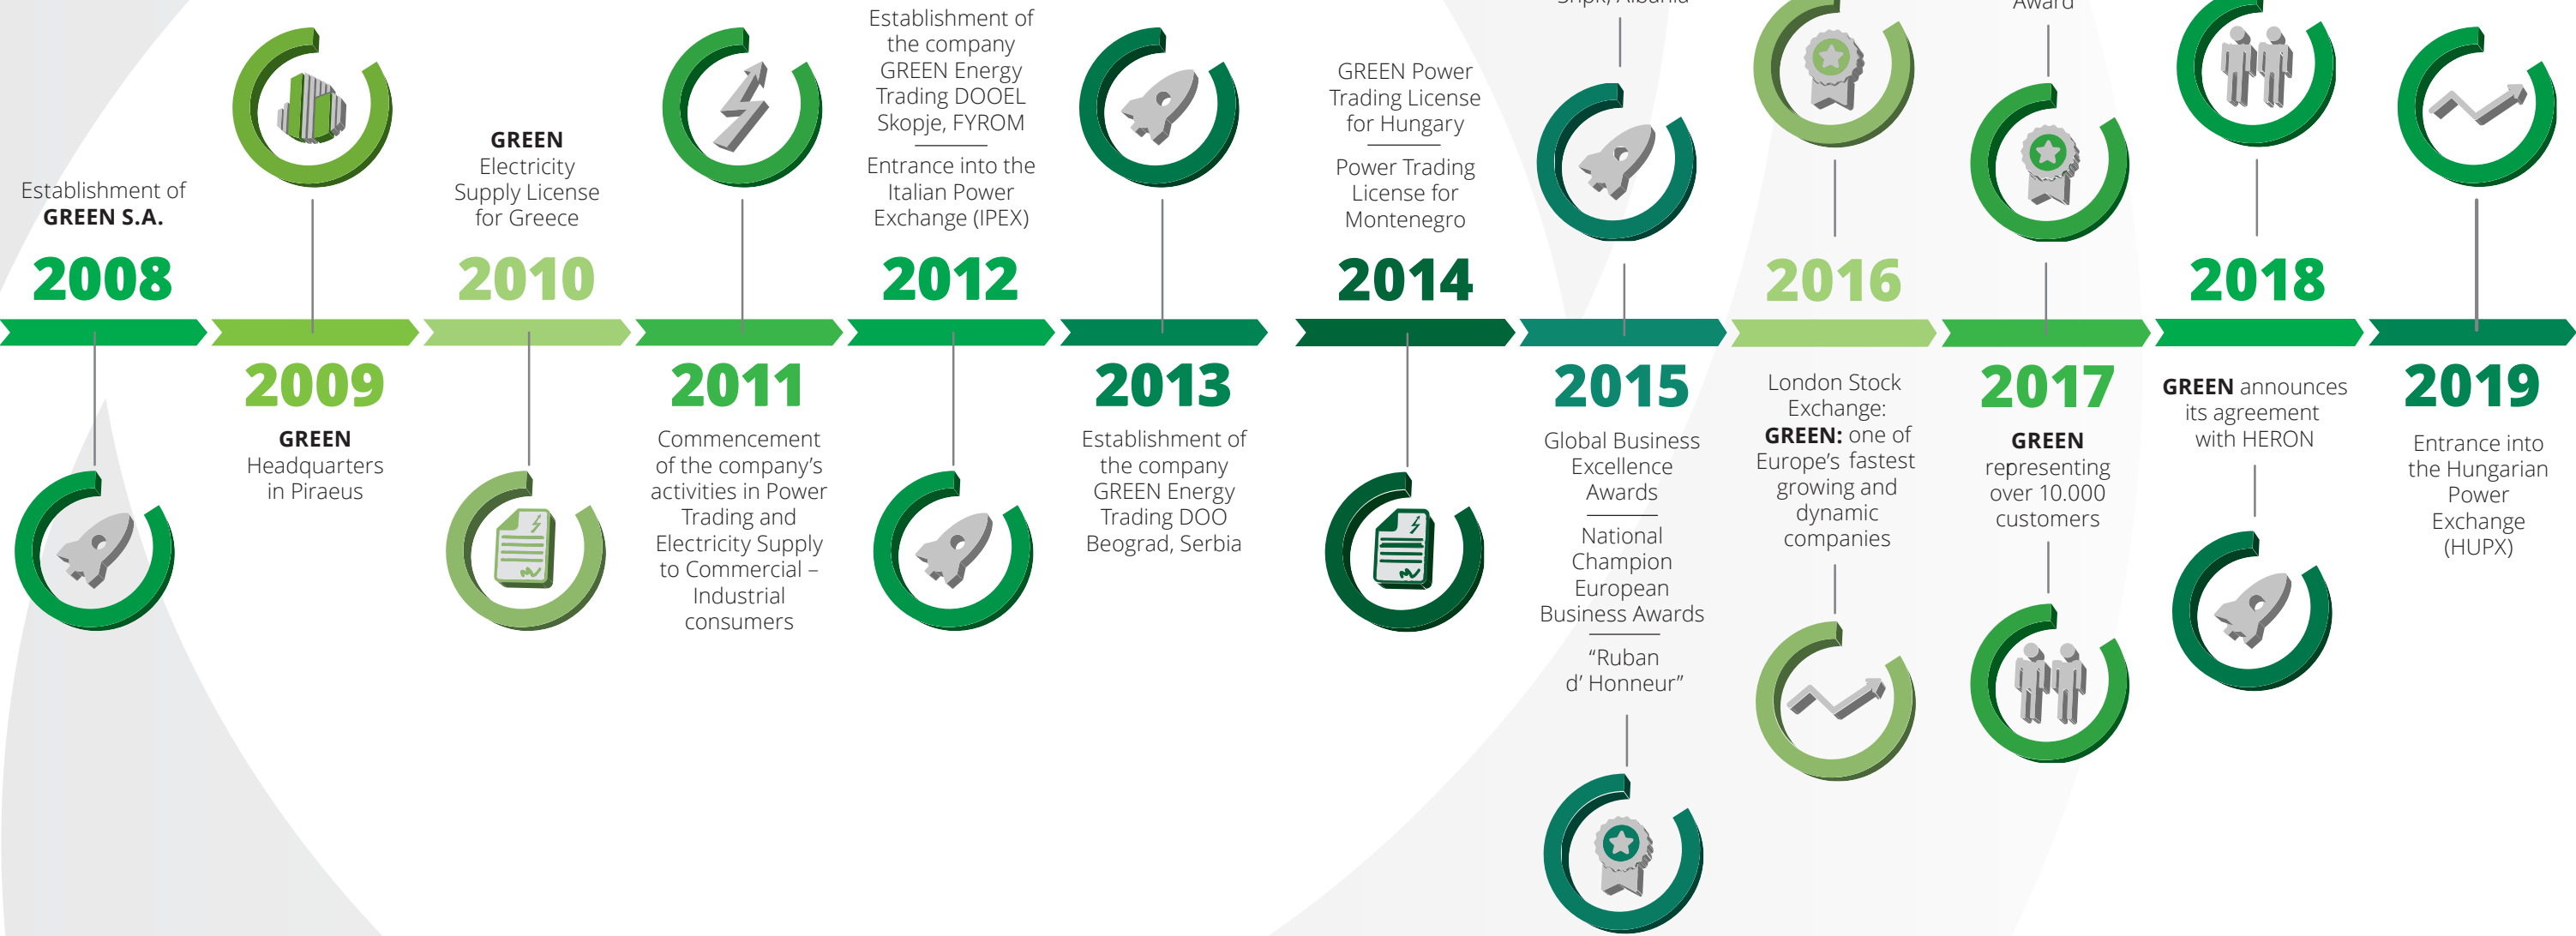 Establishment of
GREEN S.A.
2008
2009
GREEN
Headquarters
in Piraeus
GREEN
Electricity
Supply License
for Greece
2010
2011
Commencement
of the company's
activities in Power
Trading and
Electricity Supply
to Commercial –
Industrial
consumers
Establishment of
the company
GREEN Energy
Trading DOOEL
Skopje, FYROM
Entrance into the
Italian Power
Exchange (IPEX)
2012
2013
Establishment of
the company
GREEN Energy
Trading DOO
Beograd, Serbia
GREEN Power
Trading License
for Hungary
Power Trading
License for
Montenegro
2014
Shpk, Albania
2015
Global Business
Excellence
Awards
National
Champion
European
Business Awards
“Ruban
d’ Honneur”
2016
London Stock
Exchange:
GREEN: one of
Europe’s fastest
growing and
dynamic
companies
Award
2017
GREEN
representing
over 10.000
customers
2018
GREEN announces
its agreement
with HERON
2019
Entrance into
the Hungarian
Power
Exchange
(HUPX)